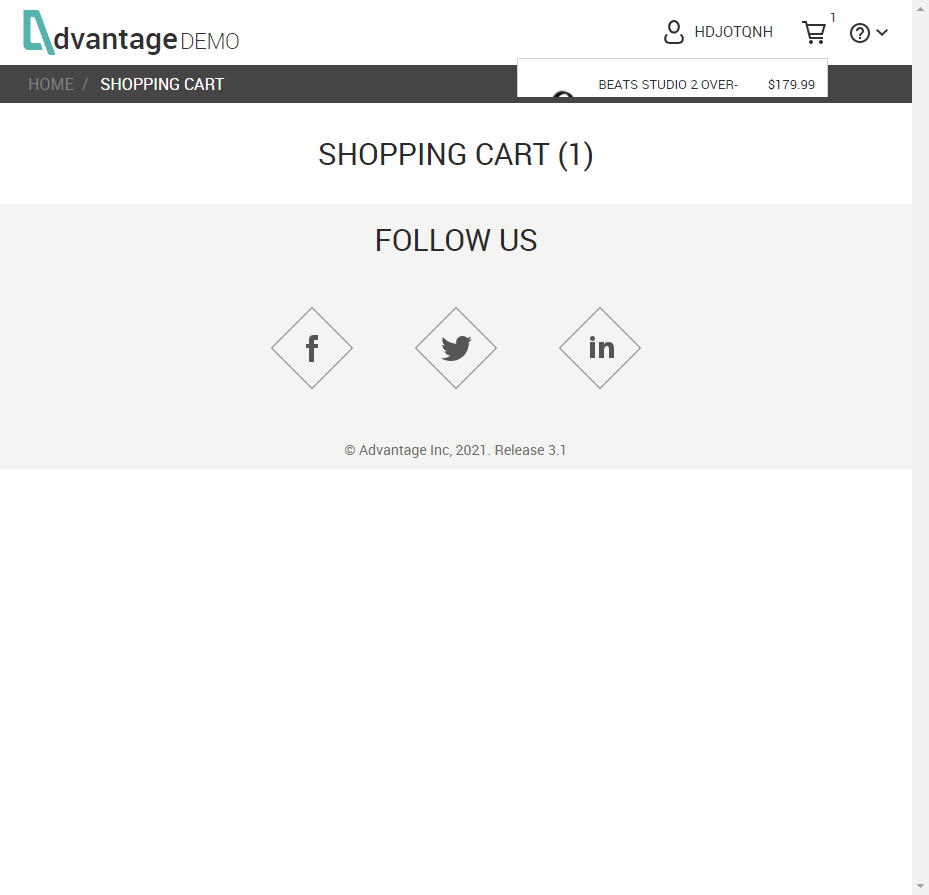 dvantage DEMO
HDJOTQNH
1
HOME / SHOPPING CART
BEATS STUDIO 2 OVER- $179.99
SHOPPING CART (1)
FOLLOW US
f
in
© Advantage Inc, 2021. Release 3.1